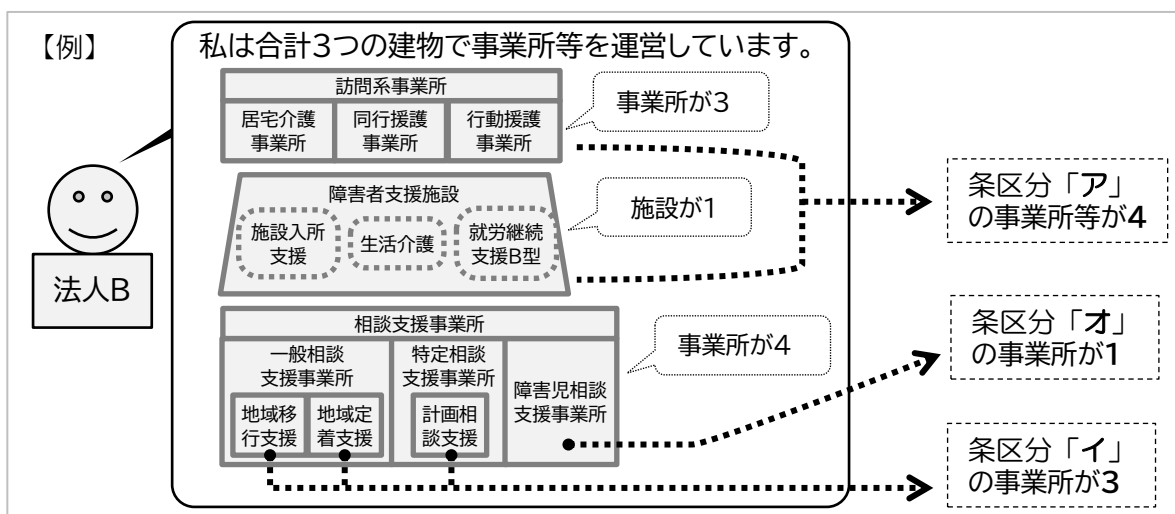 【例】
私は合計3つの建物で事業所等を運営しています。
訪問系事業所
居宅介護
事業所
同行援護
事業所
行動援護
事業所
事業所が3
障害者支援施設
施設入所
支援
生活介護
就労継続
支援B型
施設が1
条区分「ア」
の事業所等が4
法人B
相談支援事業所
一般相談
支援事業所
地域移
行支援
地域定
着支援
特定相談
支援事業所
計画相
談支援
障害児相談
支援事業所
事業所が4
条区分「オ」
の事業所が1
条区分「イ」
の事業所が3